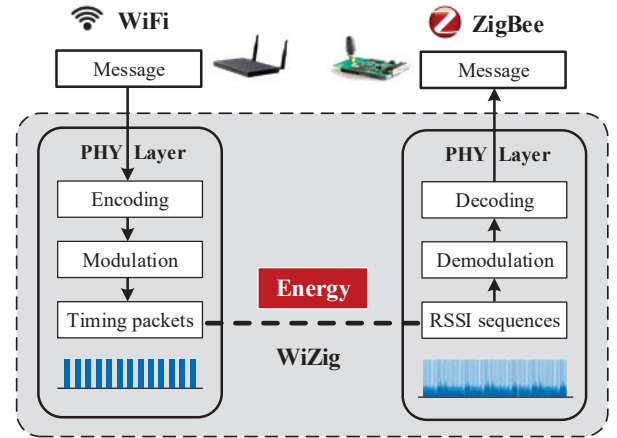 WiFi
Z ZigBee
Message
Message
PHY Layer
PHY Layer
Encoding
Decoding
Modulation
Demodulation
Energy
Timing packets
RSSI sequences
WiZig